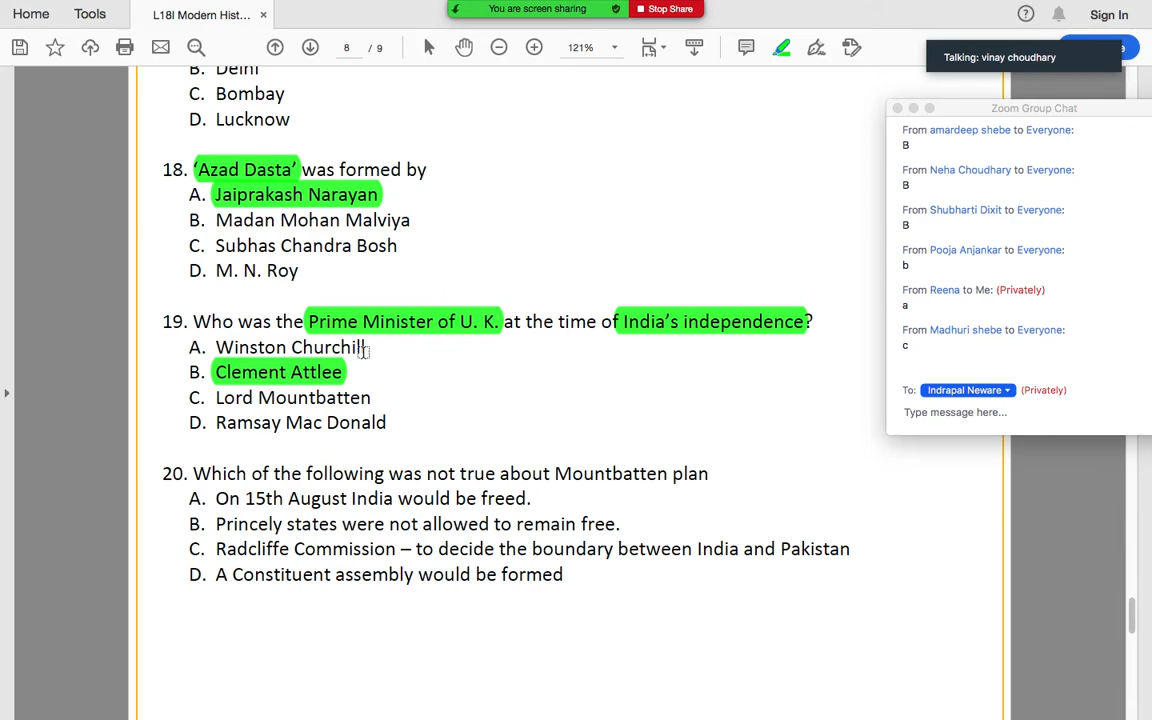 Home Tools L18I Modern Hist... × You are screen sharing Stop Share Sign In
8 / 9 121%
Talking: vinay choudhary
B. Delhi
C. Bombay
D. Lucknow
18. ‘Azad Dasta’ was formed by
A. Jaiprakash Narayan
B. Madan Mohan Malviya
C. Subhas Chandra Bosh
D. M. N. Roy
19. Who was the Prime Minister of U. K. at the time of India’s independence?
A. Winston Churchill
B. Clement Attlee
C. Lord Mountbatten
D. Ramsay Mac Donald
20. Which of the following was not true about Mountbatten plan
A. On 15th August India would be freed.
B. Princely states were not allowed to remain free.
C. Radcliffe Commission – to decide the boundary between India and Pakistan
D. A Constituent assembly would be formed
Zoom Group Chat
From amardeep shebe to Everyone:
B
From Neha Choudhary to Everyone:
B
From Shubharti Dixit to Everyone:
B
From Pooja Anjankar to Everyone:
b
From Reena to Me: (Privately)
a
From Madhuri shebe to Everyone:
c
To: Indrapal Neware (Privately)
Type message here...